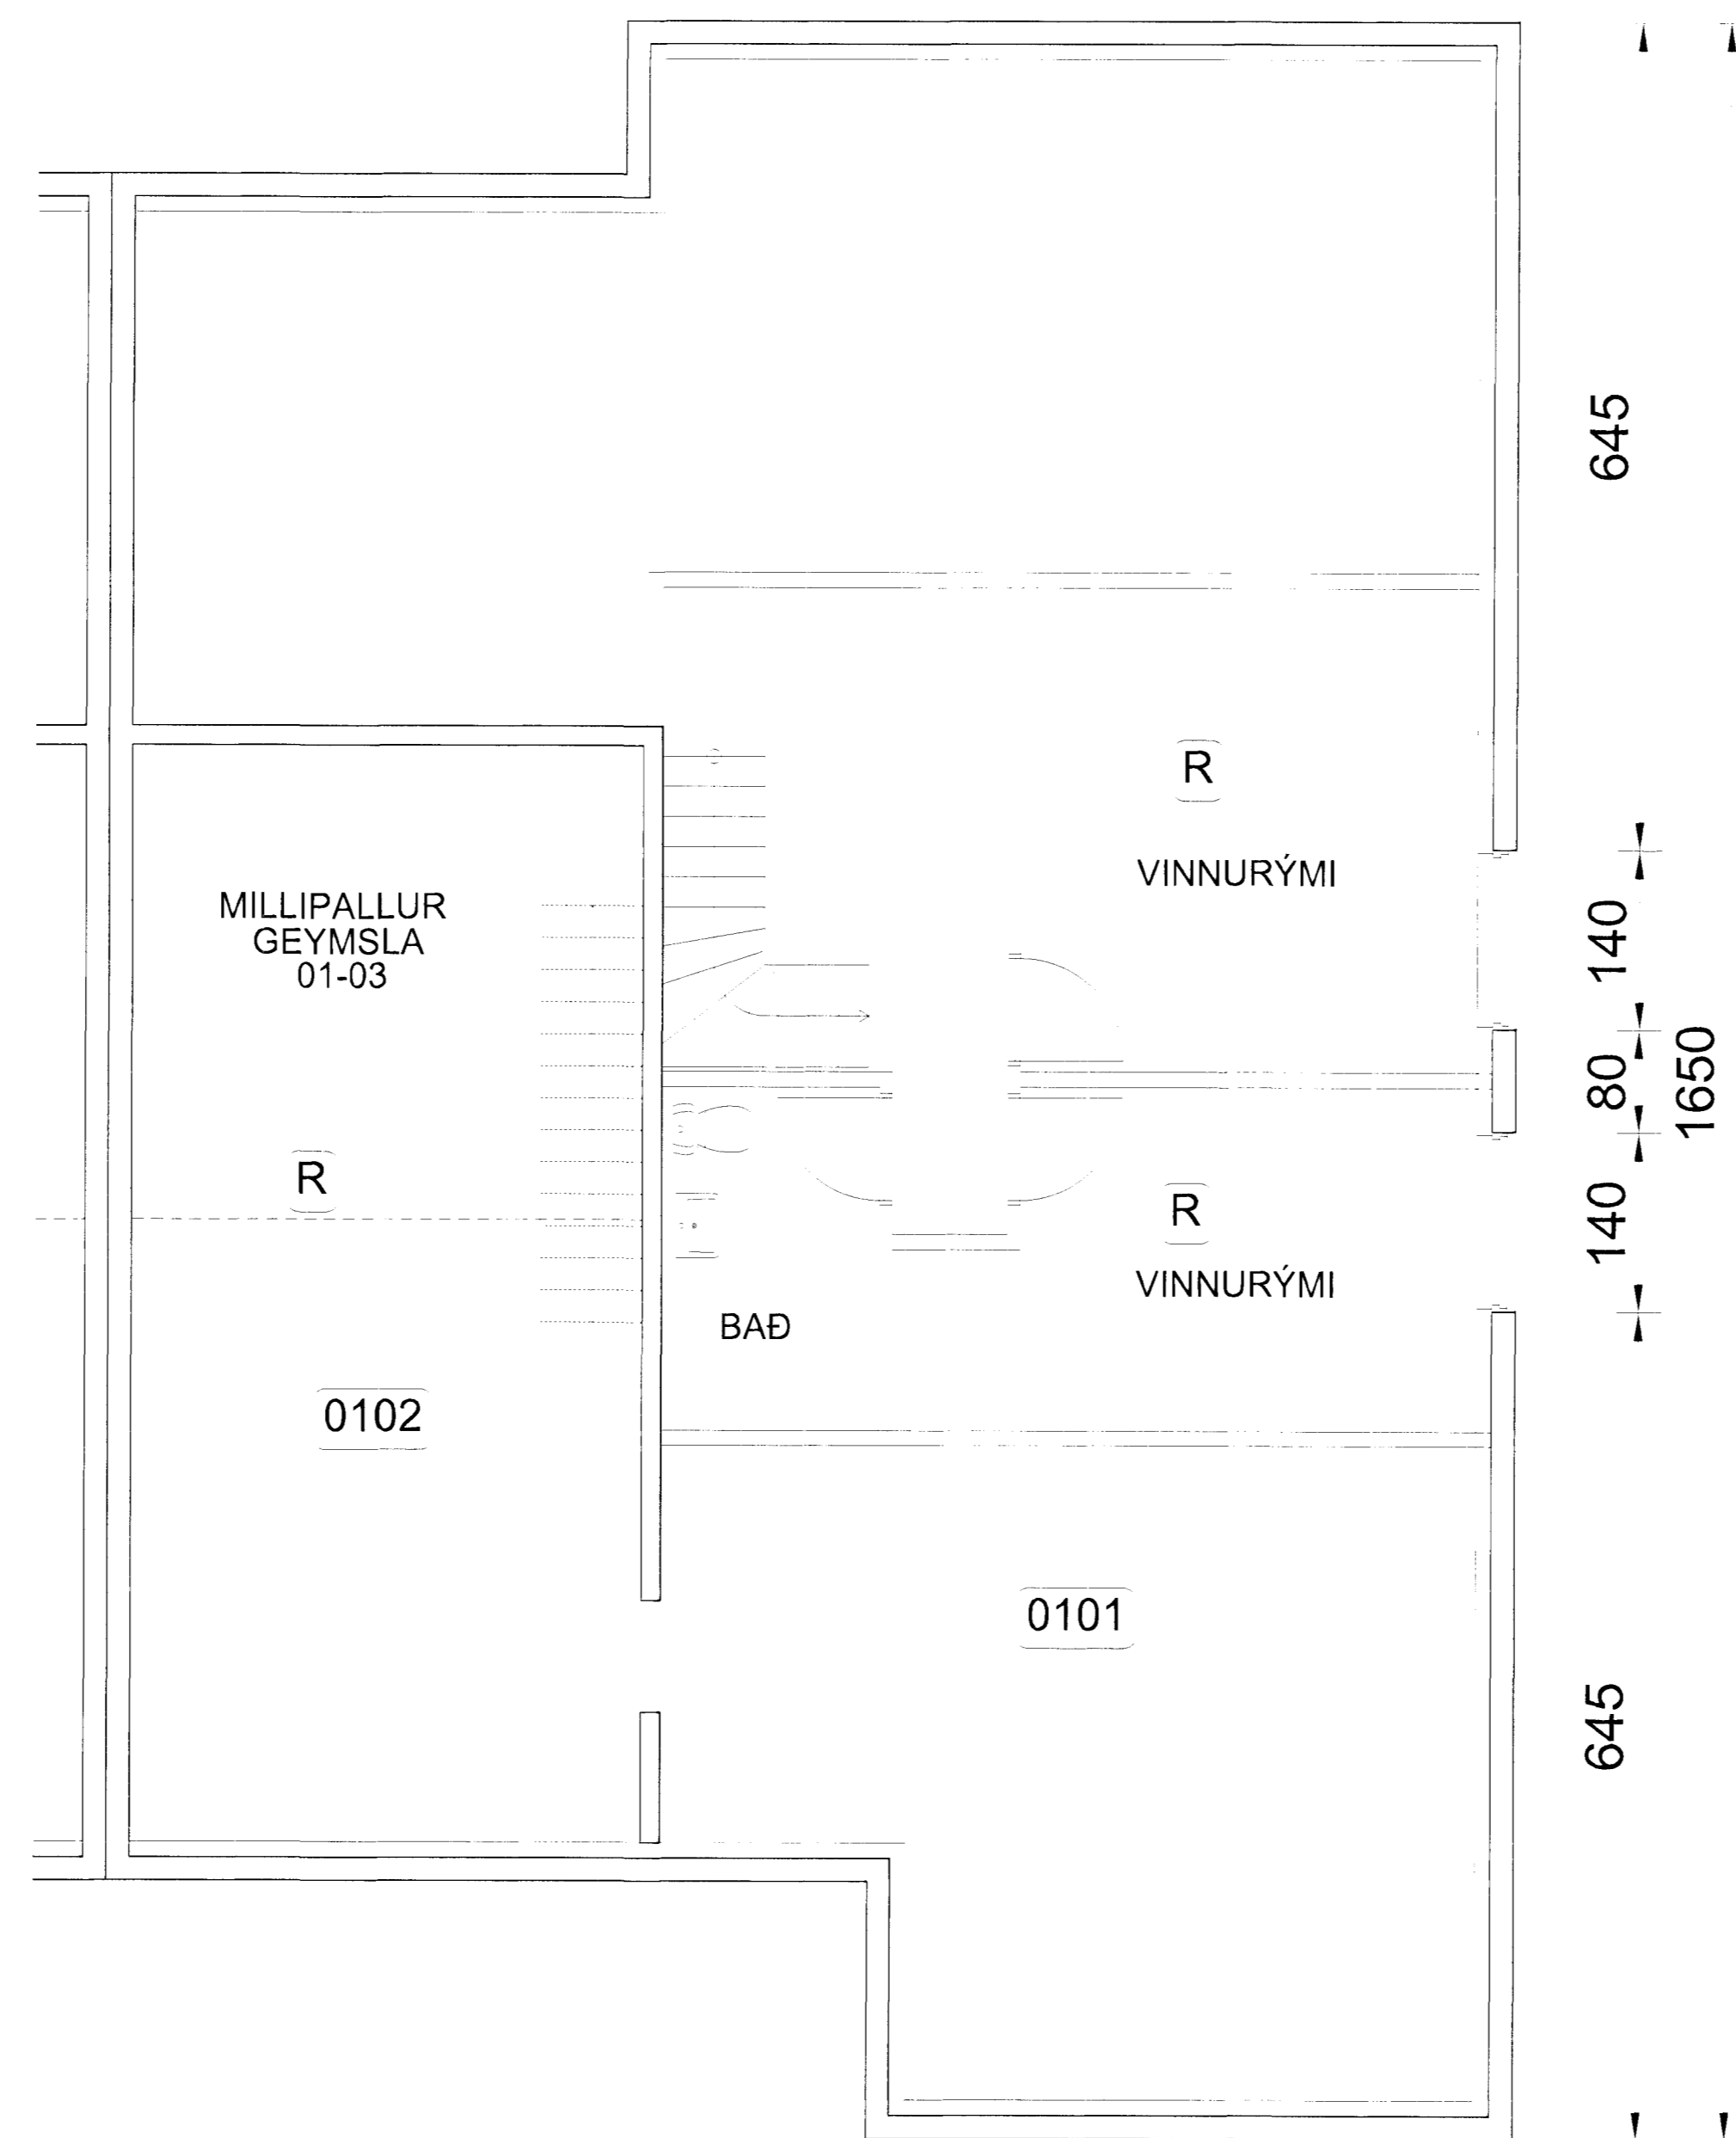 645
R
VINNURÝMI
MILLIPALLUR
GEYMSLA
01-03
140
80
1650
R
R
140
VINNURÝMI
BAÐ
0102
0101
645